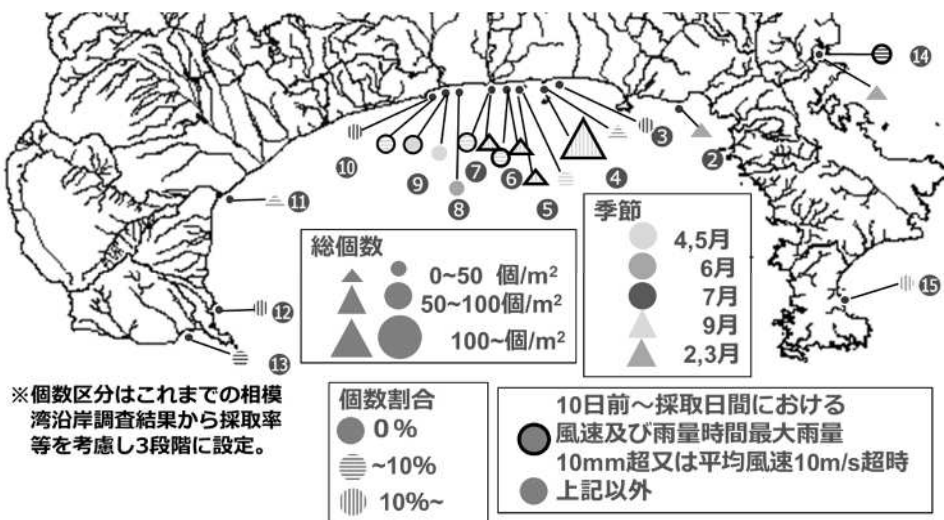 ⑭
③
②
⑩
⑨
⑦
⑥
④
⑧
⑤
⑪
⑮
⑫
⑬
季節
4,5月
6月
7月
9月
2,3月
総個数
0~50 個/m²
50~100個/m²
100~個/m²
※個数区分はこれまでの相模
湾沿岸調査結果から採取率
等を考慮し3段階に設定。
個数割合
0%
~10%
10%~
10日前～採取日間における
風速及び雨量時間最大雨量
10mm超又は平均風速10m/s超時
上記以外